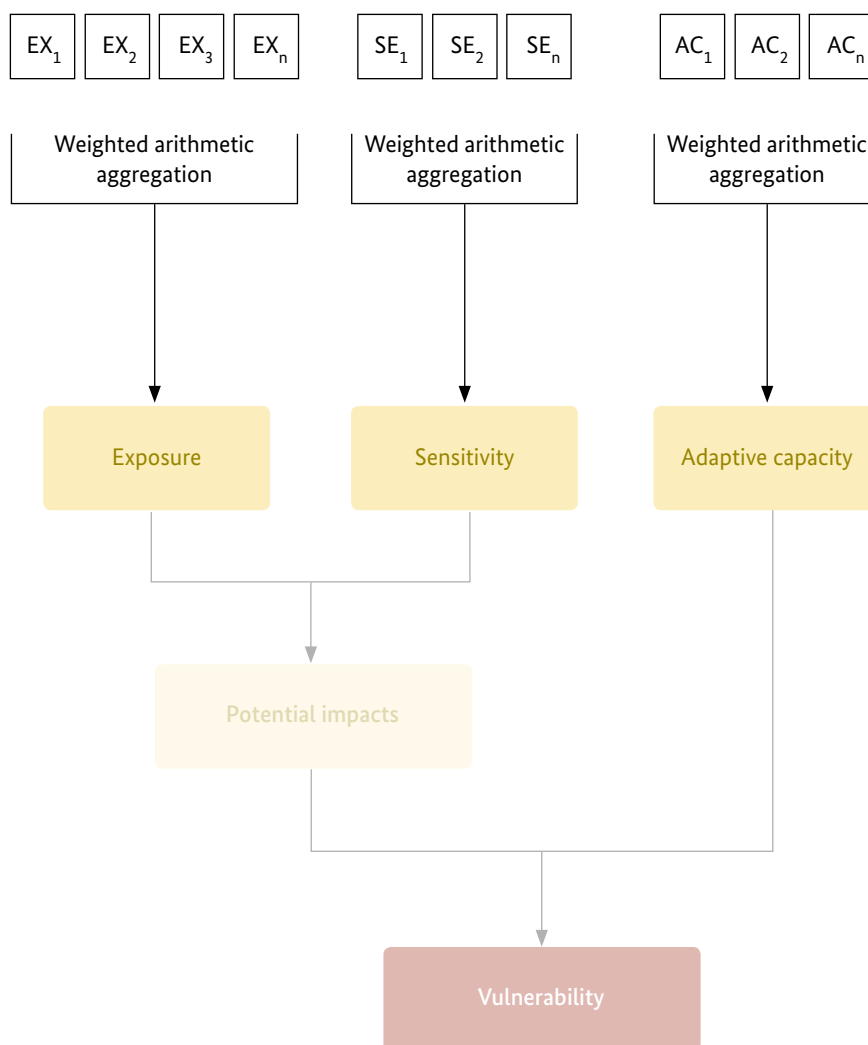 EX1 EX2 EX3 EXn SE1 SE2 SEn AC1 AC2 ACn
Weighted arithmetic
aggregation
Weighted arithmetic
aggregation
Weighted arithmetic
aggregation
Exposure
Sensitivity
Adaptive capacity
Potential impacts
Vulnerability